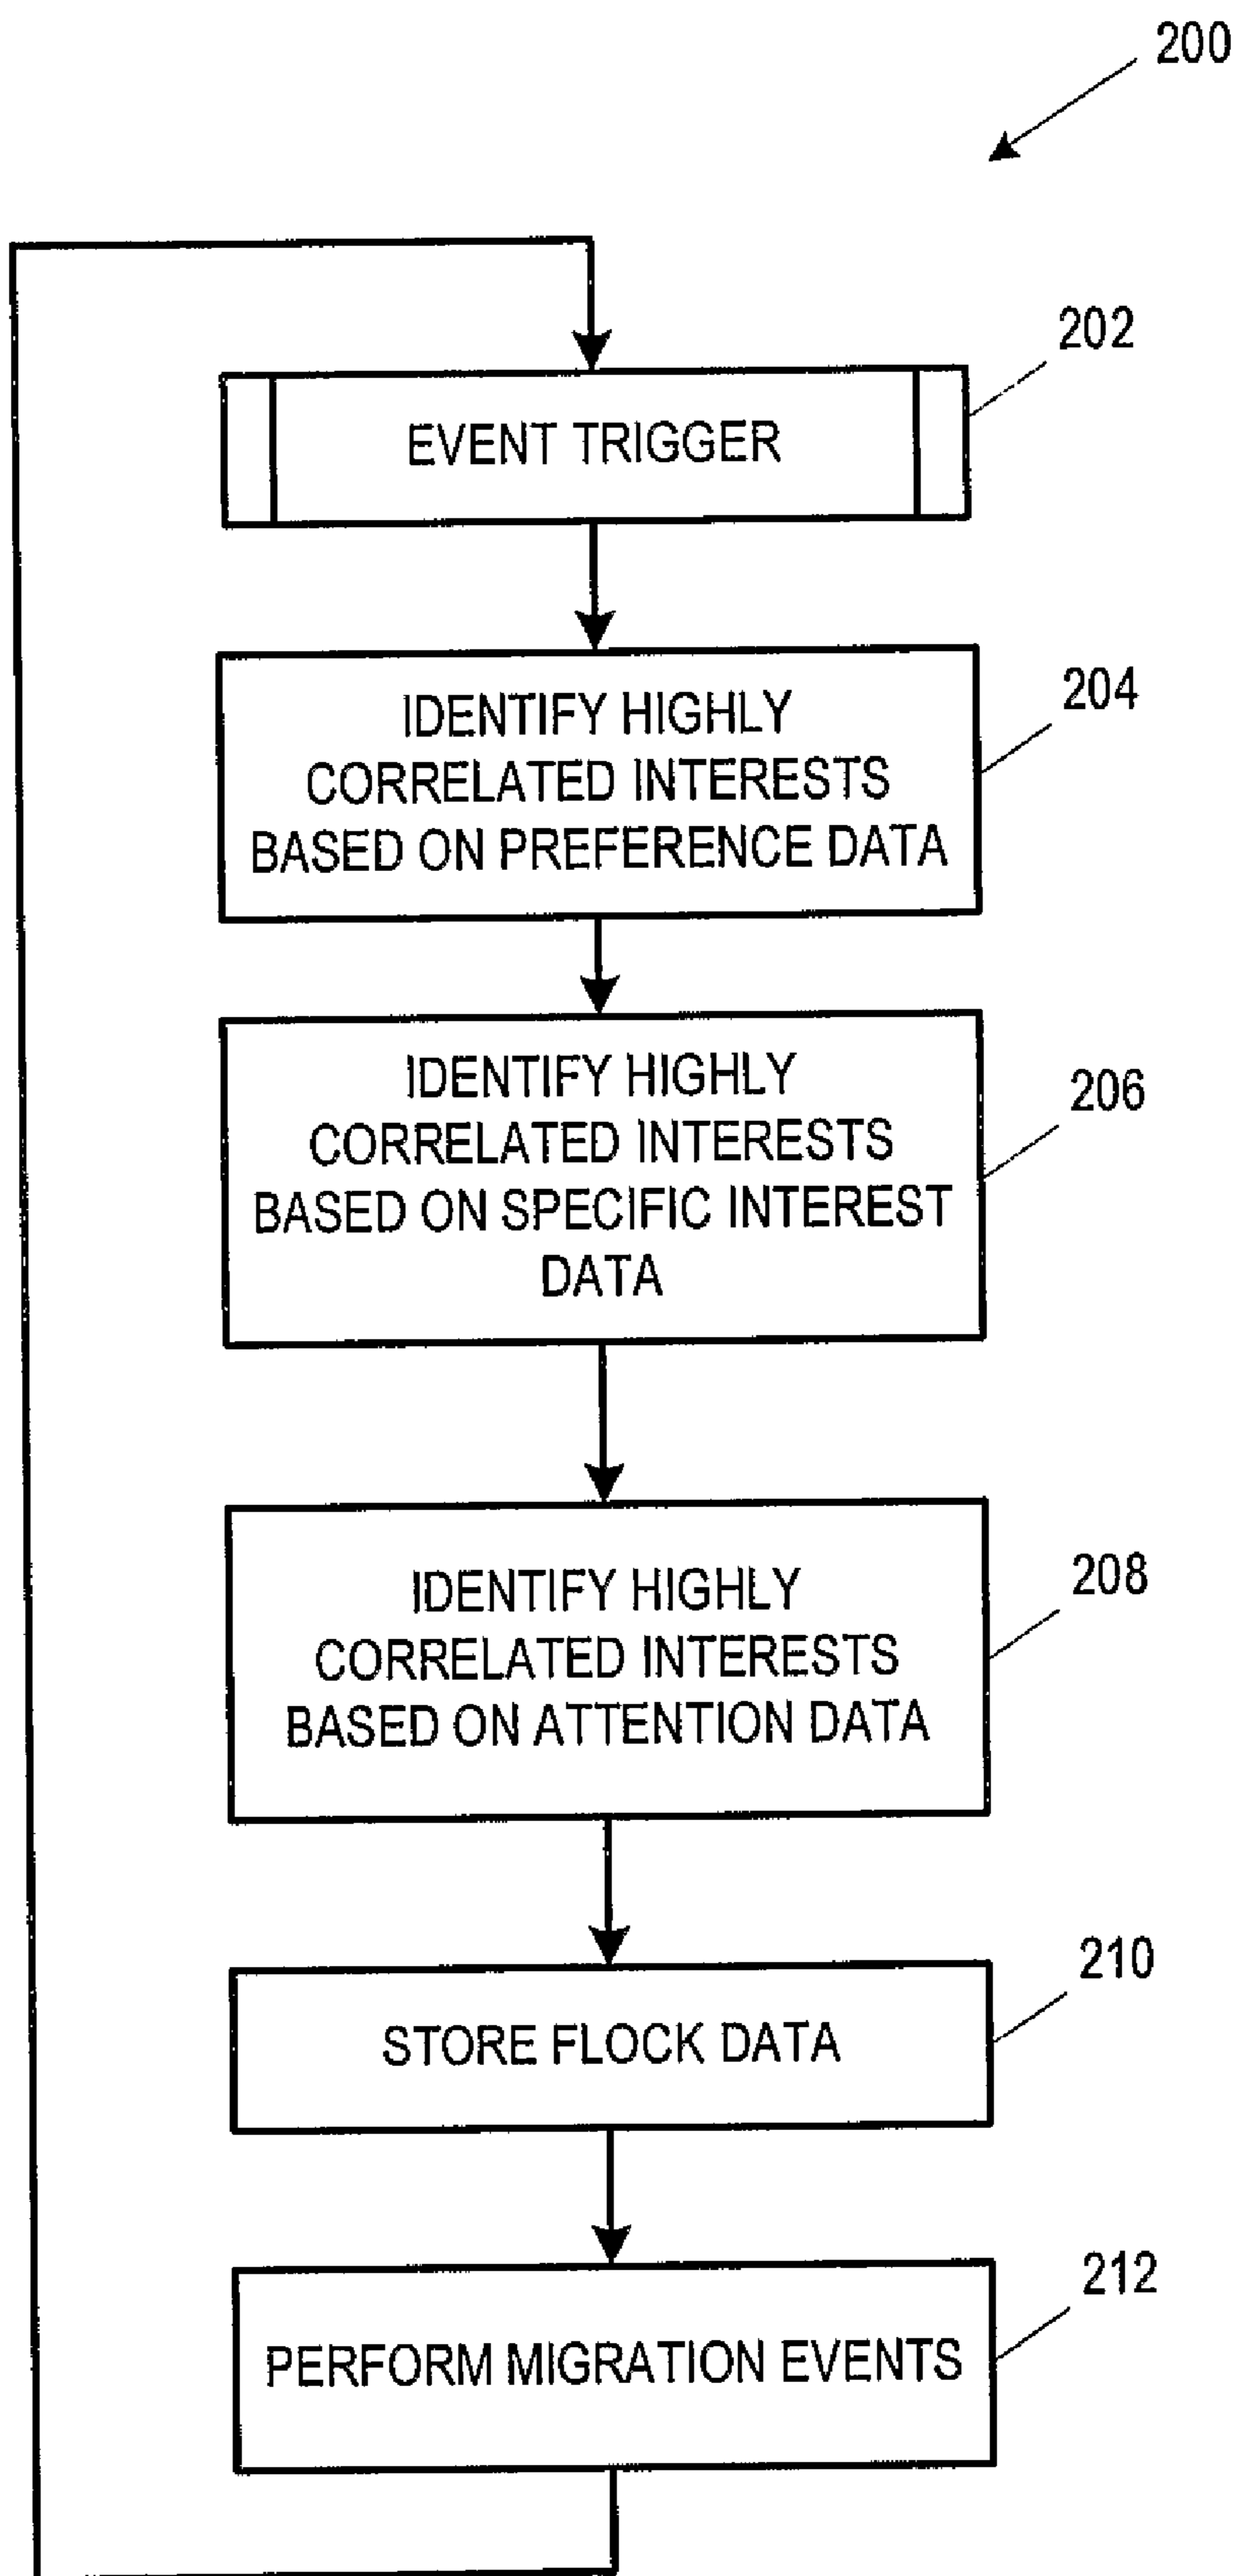 200
202
EVENT TRIGGER
204
IDENTIFY HIGHLY
CORRELATED INTERESTS
BASED ON PREFERENCE DATA
206
IDENTIFY HIGHLY
CORRELATED INTERESTS
BASED ON SPECIFIC INTEREST
DATA
208
IDENTIFY HIGHLY
CORRELATED INTERESTS
BASED ON ATTENTION DATA
210
STORE FLOCK DATA
212
PERFORM MIGRATION EVENTS